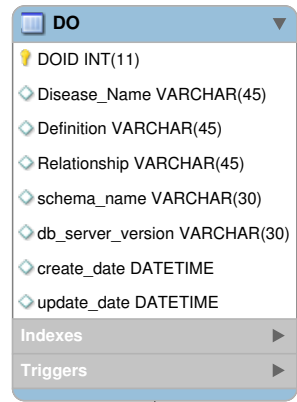 DO
DOID INT(11)
Disease_Name VARCHAR(45)
Definition VARCHAR(45)
Relationship VARCHAR(45)
schema_name VARCHAR(30)
db_server_version VARCHAR(30)
create_date DATETIME
update_date DATETIME
Indexes
Triggers